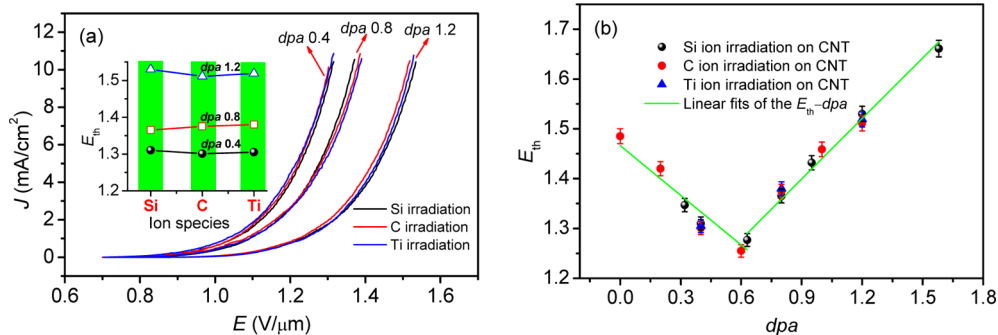 (a)
dpa 0.4
dpa 0.8
dpa 1.2
12
10
8
6
4
2
0
J (mA/cm²)
0.6
0.8
1.0
1.2
1.4
1.6
E (V/μm)
1.5
1.4
1.3
1.2
E_th
dpa 1.2
dpa 0.8
dpa 0.4
Si
C
Ti
Ion species
Si irradiation
C irradiation
Ti irradiation
(b)
Si ion irradiation on CNT
C ion irradiation on CNT
Ti ion irradiation on CNT
Linear fits of the E_th–dpa
1.7
1.6
1.5
1.4
1.3
1.2
E_th
0.0
0.3
0.6
0.9
1.2
1.5
1.8
dpa